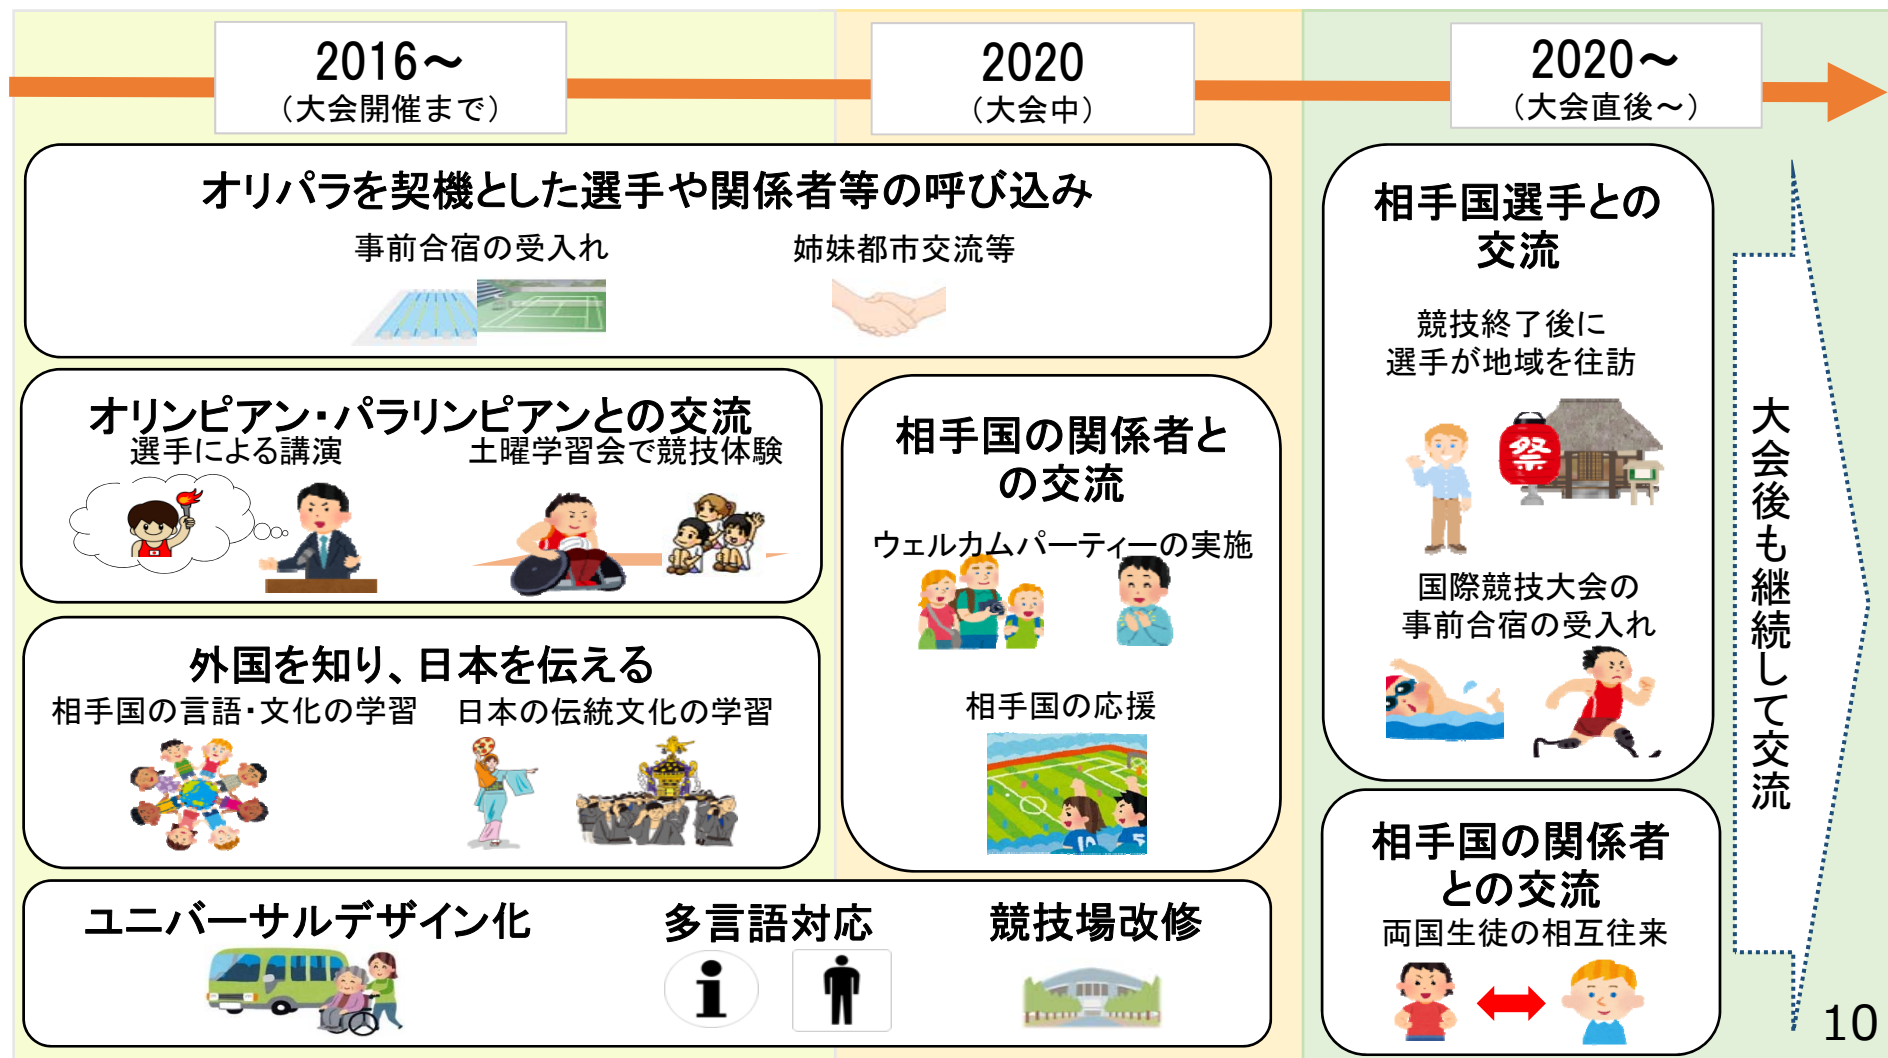 2016～
（大会開催まで）
2020
（大会中）
2020～
（大会直後～）
オリパラを契機とした選手や関係者等の呼び込み
事前合宿の受入れ
姉妹都市交流等
オリンピアン・パラリンピアンとの交流
選手による講演
土曜学習会で競技体験
外国を知り、日本を伝える
相手国の言語・文化の学習
日本の伝統文化の学習
相手国の関係者と
の交流
ウェルカムパーティーの実施
相手国の応援
ユニバーサルデザイン化
多言語対応
i
競技場改修
相手国選手との
交流
競技終了後に
選手が地域を往訪
祭
国際競技大会の
事前合宿の受入れ
相手国の関係者
との交流
両国生徒の相互往来
大会後も継続して交流
10